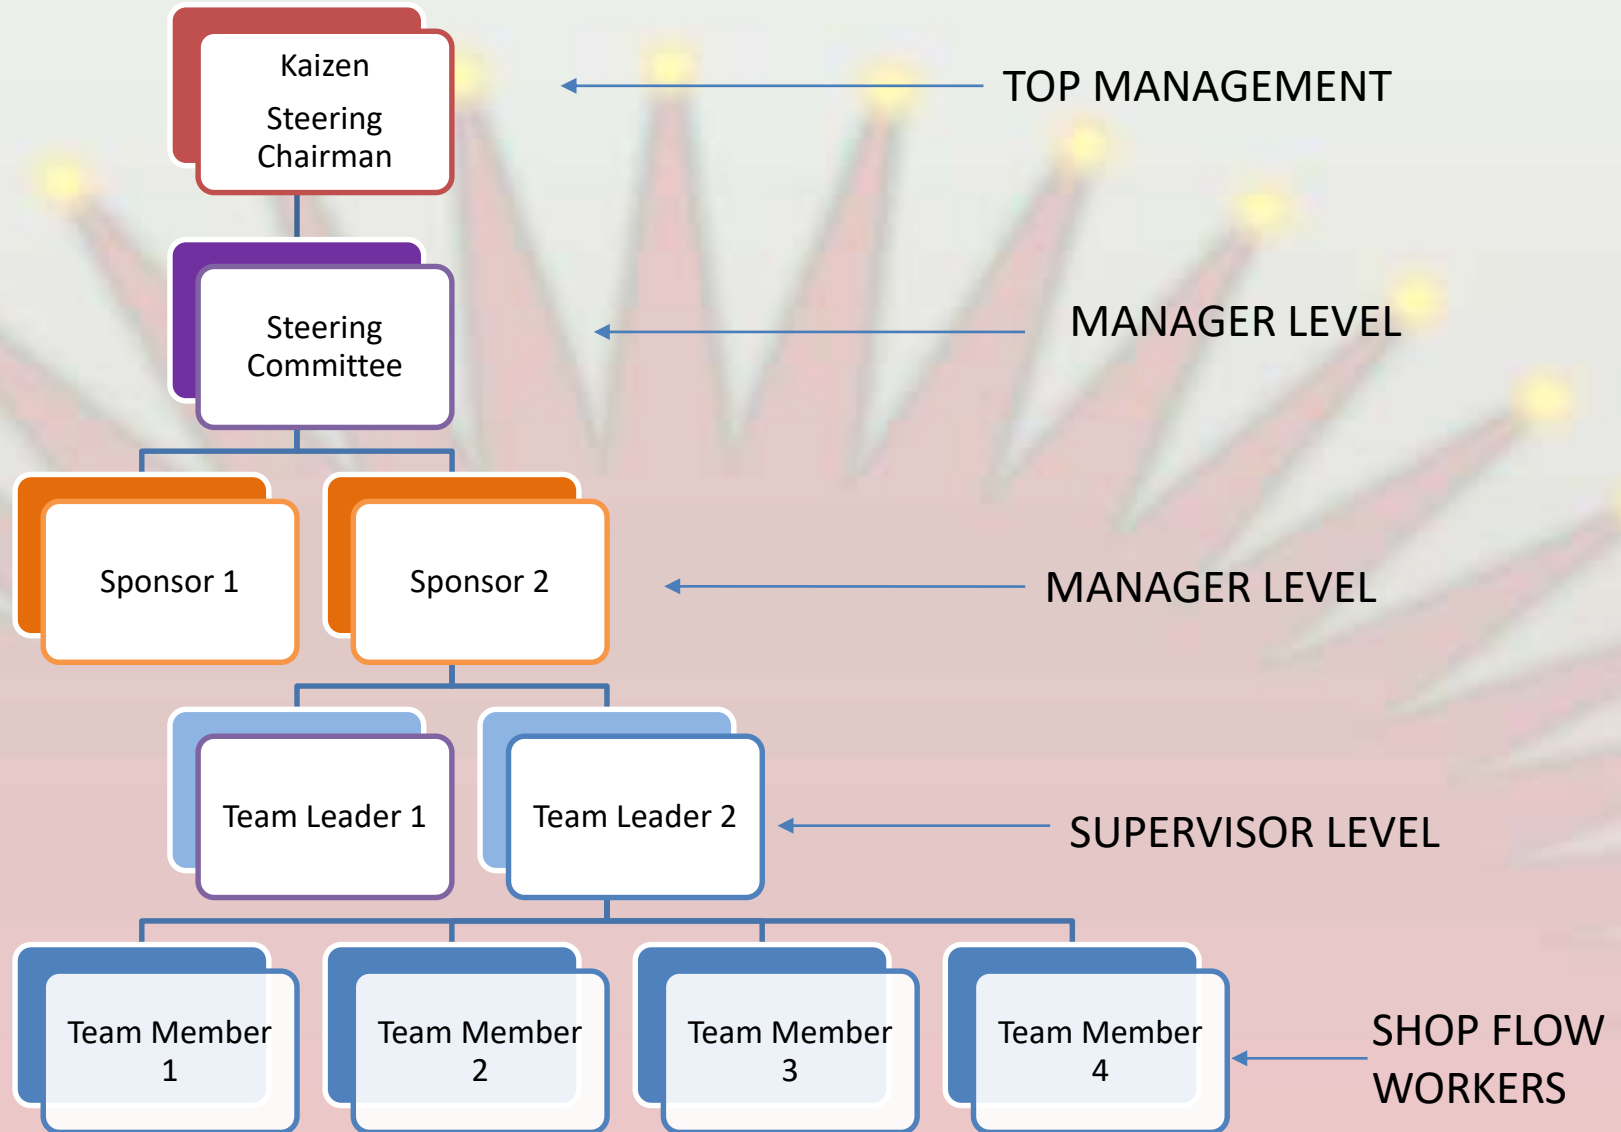 Kaizen
Steering
Chairman
TOP MANAGEMENT
Steering
Committee
MANAGER LEVEL
Sponsor 1
Sponsor 2
MANAGER LEVEL
Team Leader 1
Team Leader 2
SUPERVISOR LEVEL
Team Member
1
Team Member
2
Team Member
3
Team Member
4
SHOP FLOW
WORKERS